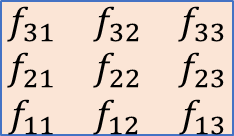 f₃₁ f₃₂ f₃₃
f₂₁ f₂₂ f₂₃
f₁₁ f₁₂ f₁₃